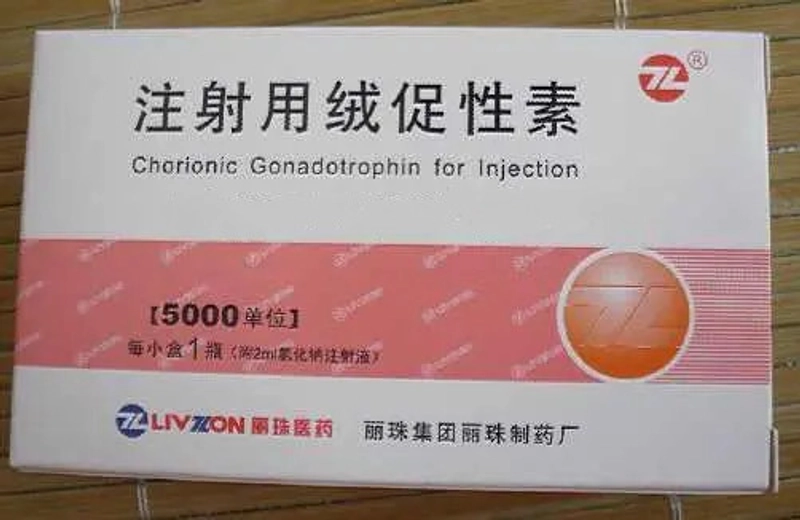 注射用绒促性素
Chorionic Gonadotrophin for Injection
®
【5000单位】
每小盒1瓶（附2ml氯化钠注射液）
LIVZON 丽珠医药 丽珠集团丽珠制药厂